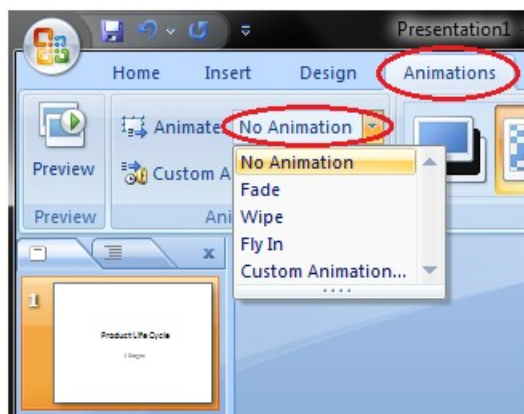 Presentation1 -
Home Insert Design Animations
Animate: No Animation
Preview
Custom A
No Animation
Fade
Wipe
Fly In
Custom Animation...
Preview
Ani
x
1
Product Life Cycle